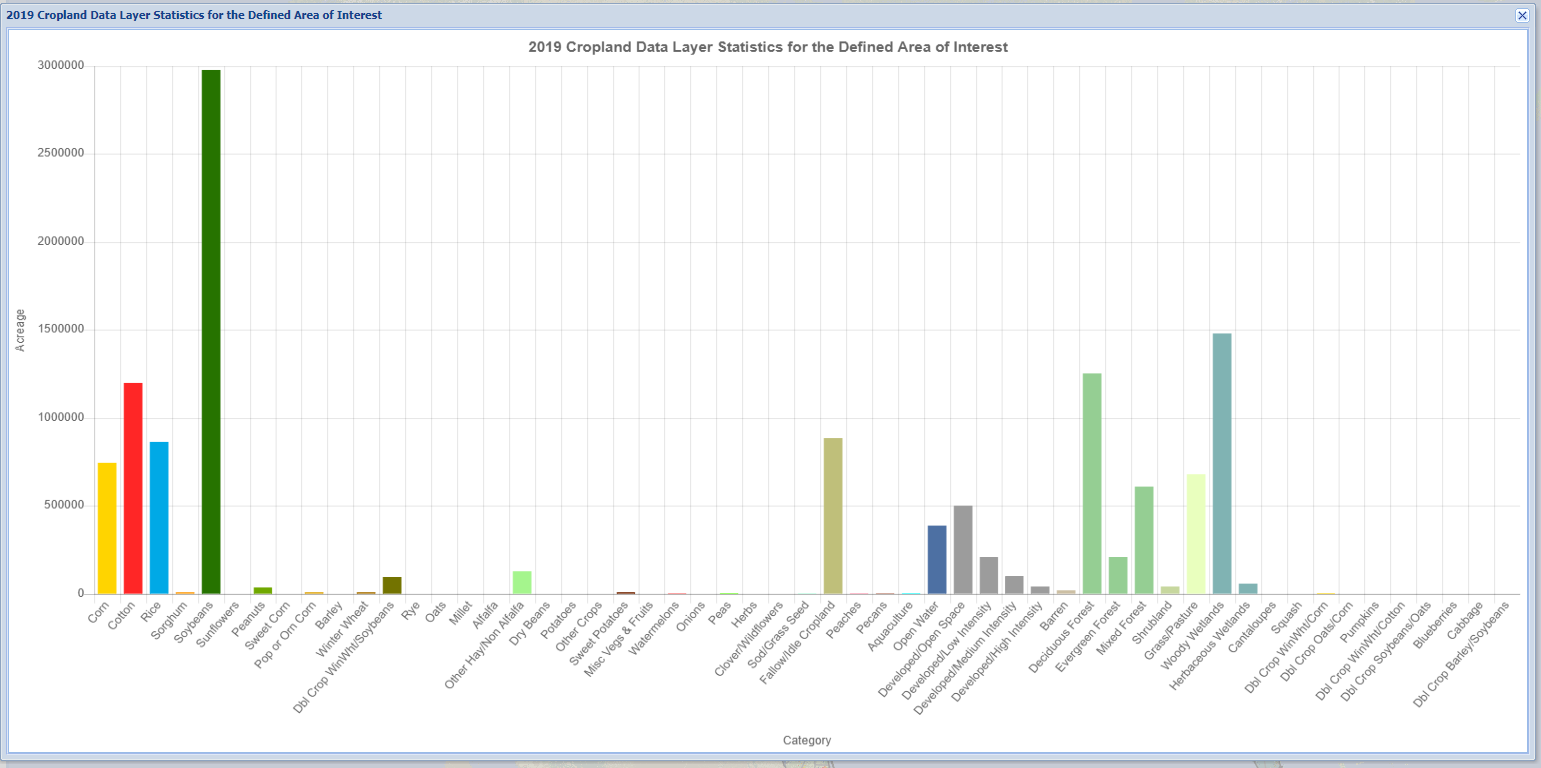 2019 Cropland Data Layer Statistics for the Defined Area of Interest
2019 Cropland Data Layer Statistics for the Defined Area of Interest
3000000
2500000
2000000
1500000
1000000
500000
0
Acreage
Corn
Cotton
Rice
Sorghum
Soybeans
Sunflowers
Peanuts
Sweet Corn
Pop or Orn Corn
Barley
Winter Wheat
Dbl Crop WinWht/Soybeans
Rye
Oats
Millet
Alfalfa
Other Hay/Non Alfalfa
Dry Beans
Potatoes
Other Crops
Sweet Potatoes
Misc Vegs & Fruits
Watermelons
Onions
Peas
Herbs
Clover/Wildflowers
Sod/Grass Seed
Fallow/Idle Cropland
Peaches
Pecans
Aquaculture
Open Water
Developed/Open Space
Developed/Low Intensity
Developed/Medium Intensity
Developed/High Intensity
Barren
Deciduous Forest
Evergreen Forest
Mixed Forest
Shrubland
Grass/Pasture
Woody Wetlands
Herbaceous Wetlands
Cantaloupes
Squash
Dbl Crop WinWht/Corn
Dbl Crop Oats/Corn
Pumpkins
Dbl Crop WinWht/Cotton
Dbl Crop Soybeans/Oats
Blueberries
Cabbage
Dbl Crop Barley/Soybeans
Category